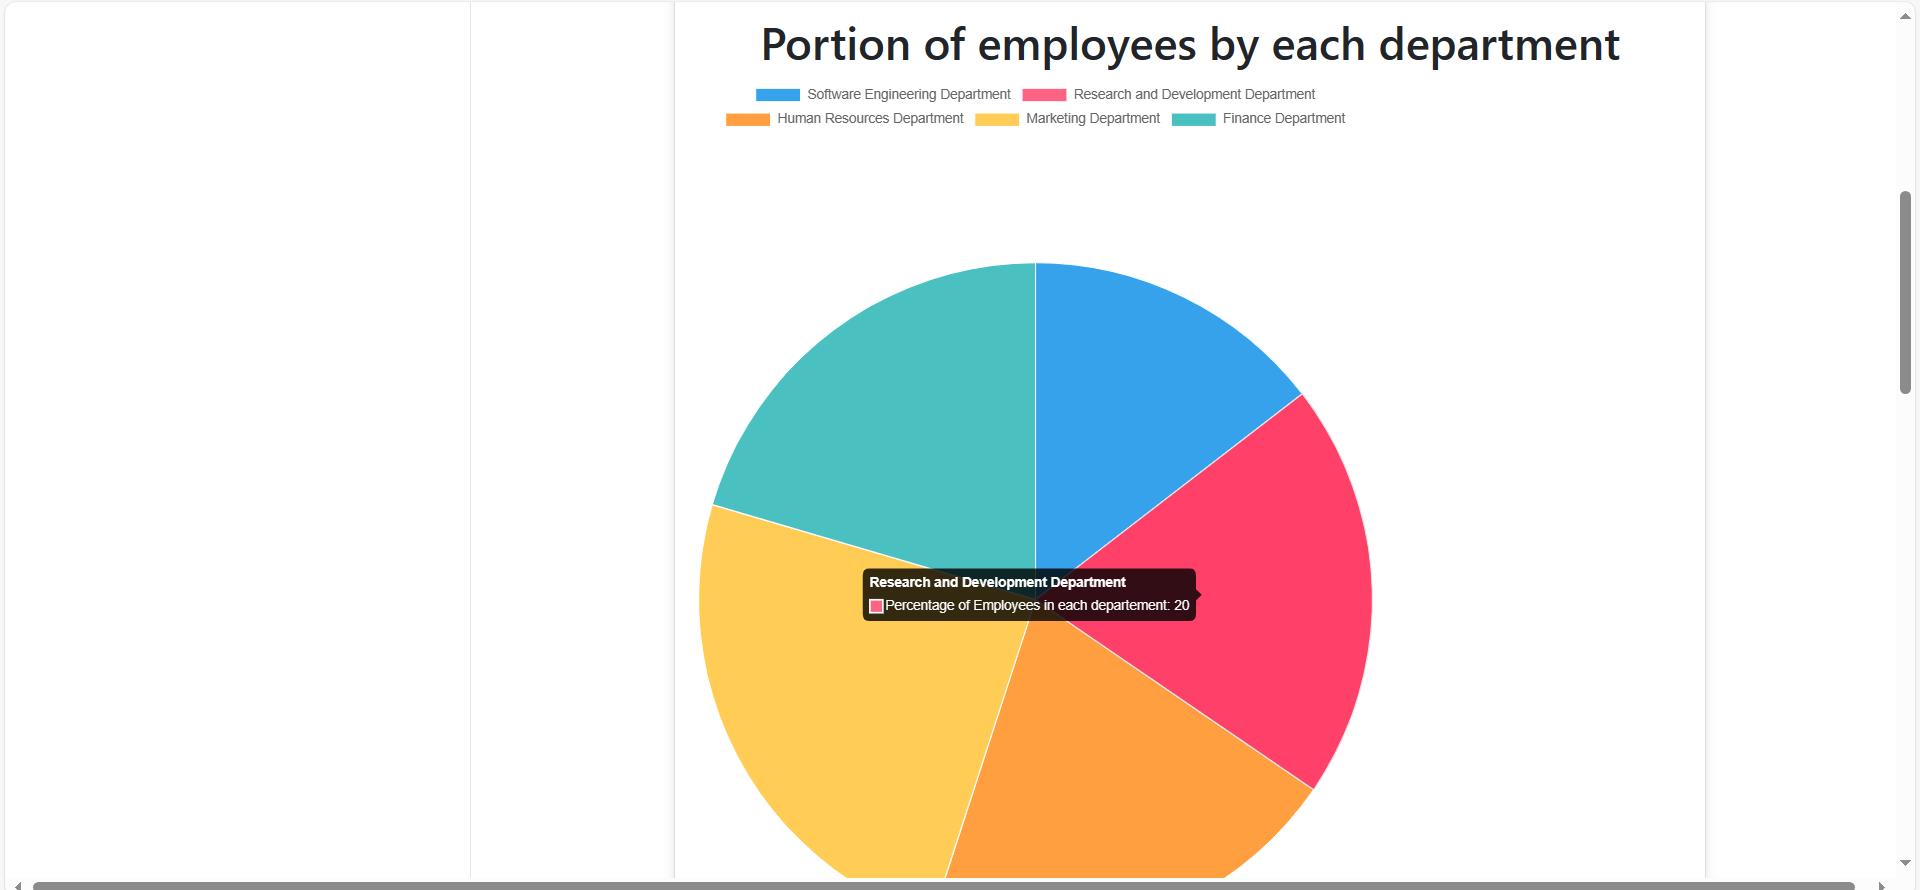 Portion of employees by each department
Software Engineering Department Research and Development Department
Human Resources Department Marketing Department Finance Department
Research and Development Department
Percentage of Employees in each departement: 20